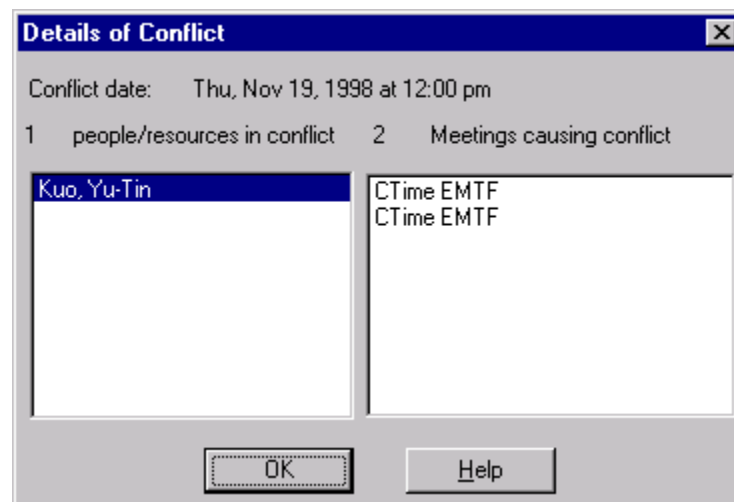 Details of Conflict
Conflict date: Thu, Nov 19, 1998 at 12:00 pm
1 people/resources in conflict 2 Meetings causing conflict
Kuo, Yu-Tin
CTime EMTF
CTime EMTF
OK Help